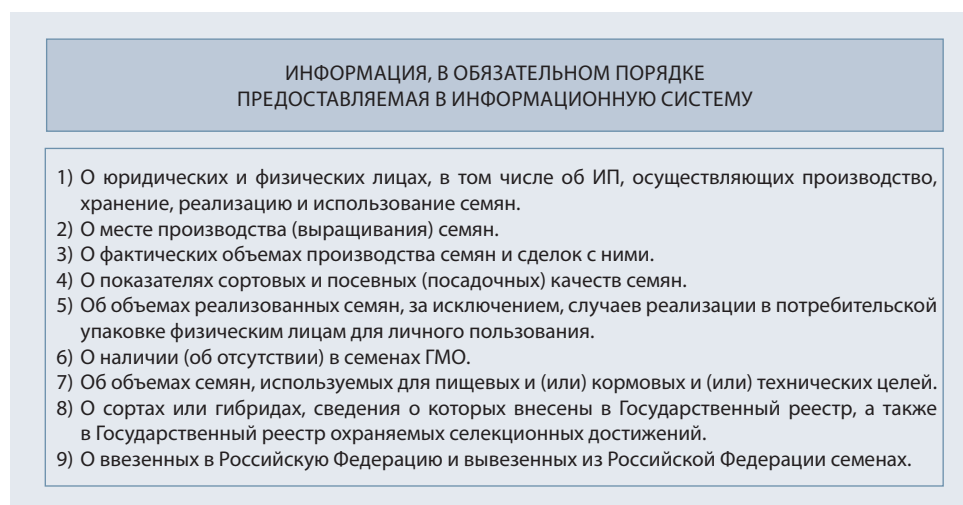 ИНФОРМАЦИЯ, В ОБЯЗАТЕЛЬНОМ ПОРЯДКЕ
ПРЕДОСТАВЛЯЕМАЯ В ИНФОРМАЦИОННУЮ СИСТЕМУ
1) О юридических и физических лицах, в том числе об ИП, осуществляющих производство,
хранение, реализацию и использование семян.
2) О месте производства (выращивания) семян.
3) О фактических объемах производства семян и сделок с ними.
4) О показателях сортовых и посевных (посадочных) качеств семян.
5) Об объемах реализованных семян, за исключением, случаев реализации в потребительской
упаковке физическим лицам для личного пользования.
6) О наличии (об отсутствии) в семенах ГМО.
7) Об объемах семян, используемых для пищевых и (или) кормовых и (или) технических целей.
8) О сортах или гибридах, сведения о которых внесены в Государственный реестр, а также
в Государственный реестр охраняемых селекционных достижений.
9) О ввезенных в Российскую Федерацию и вывезенных из Российской Федерации семенах.